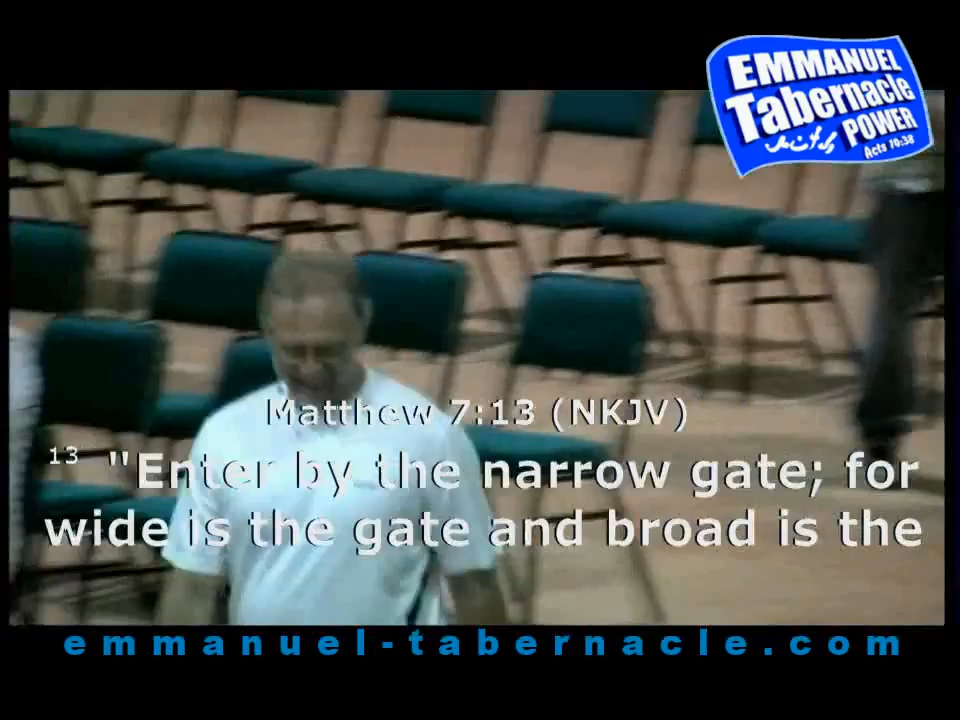 EMMANUEL
Tabernacle
POWER
Acts 10:38
Matthew 7:13 (NKJV)
13 "Enter by the narrow gate; for
wide is the gate and broad is the
emmanuel-tabernacle.com